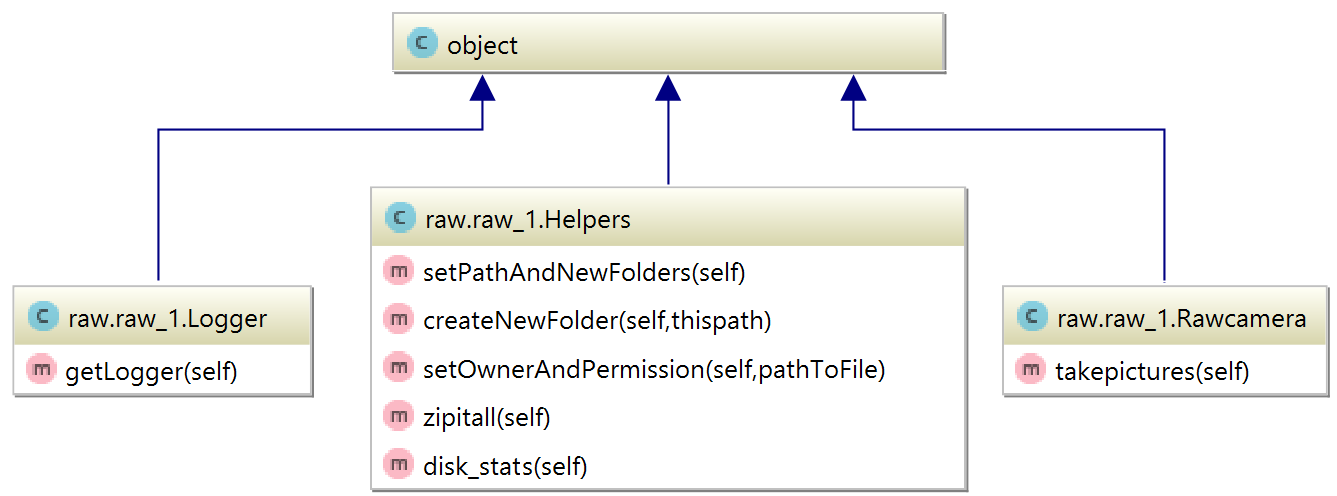 C object
C raw.raw_1.Helpers
m setPathAndNewFolders(self)
m createNewFolder(self,thispath)
m setOwnerAndPermission(self,pathToFile)
m zipitall(self)
m disk_stats(self)
C raw.raw_1.Logger
m getLogger(self)
C raw.raw_1.Rawcamera
m takepictures(self)